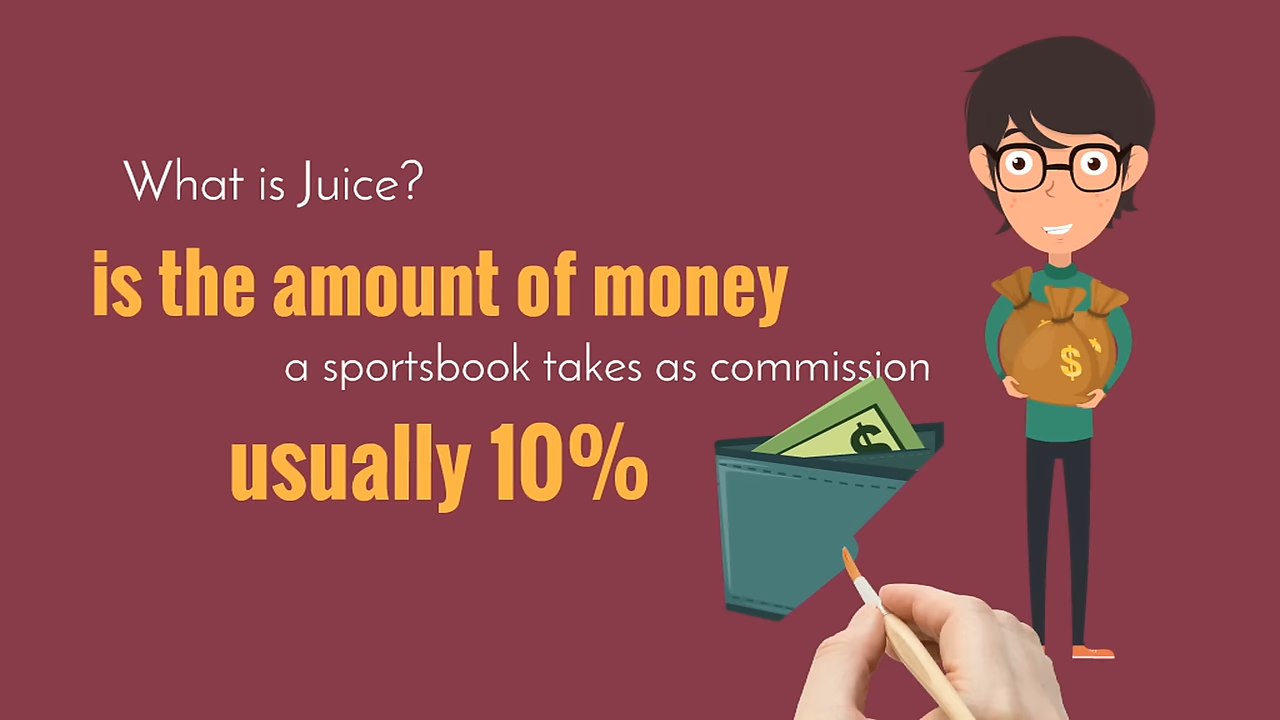 What is Juice?
is the amount of money
a sportsbook takes as commission
usually 10%
$
$